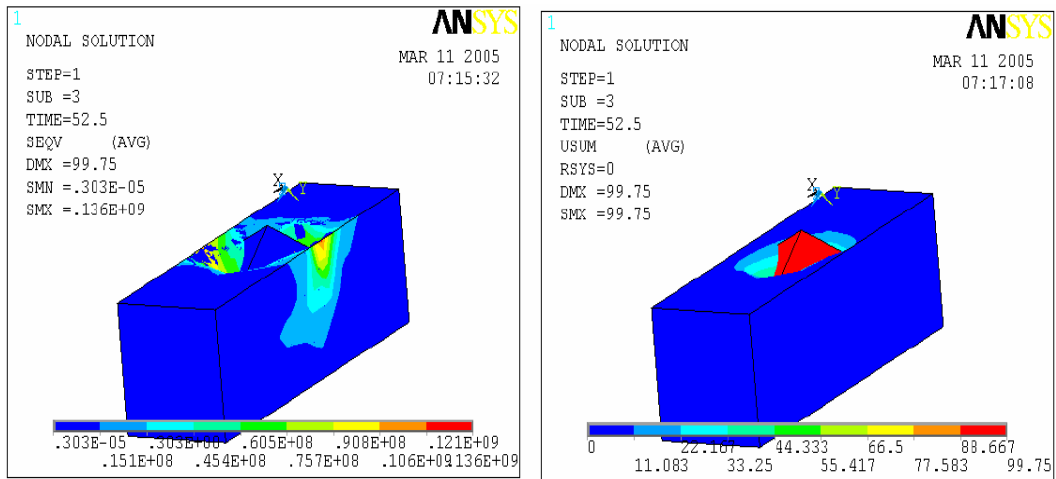 1
ANSYS
NODAL SOLUTION
MAR 11 2005
07:15:32
STEP=1
SUB =3
TIME=52.5
SEQV (AVG)
DMX =99.75
SMN =.303E-05
SMX =.136E+09
X
Y
.303E-05 .303E+08 .605E+08 .908E+08 .121E+09
.151E+08 .454E+08 .757E+08 .106E+09 .136E+09
1
ANSYS
NODAL SOLUTION
MAR 11 2005
07:17:08
STEP=1
SUB =3
TIME=52.5
USUM (AVG)
RSYS=0
DMX =99.75
SMX =99.75
X
Y
0 22.167 44.333 66.5 88.667
11.083 33.25 55.417 77.583 99.75